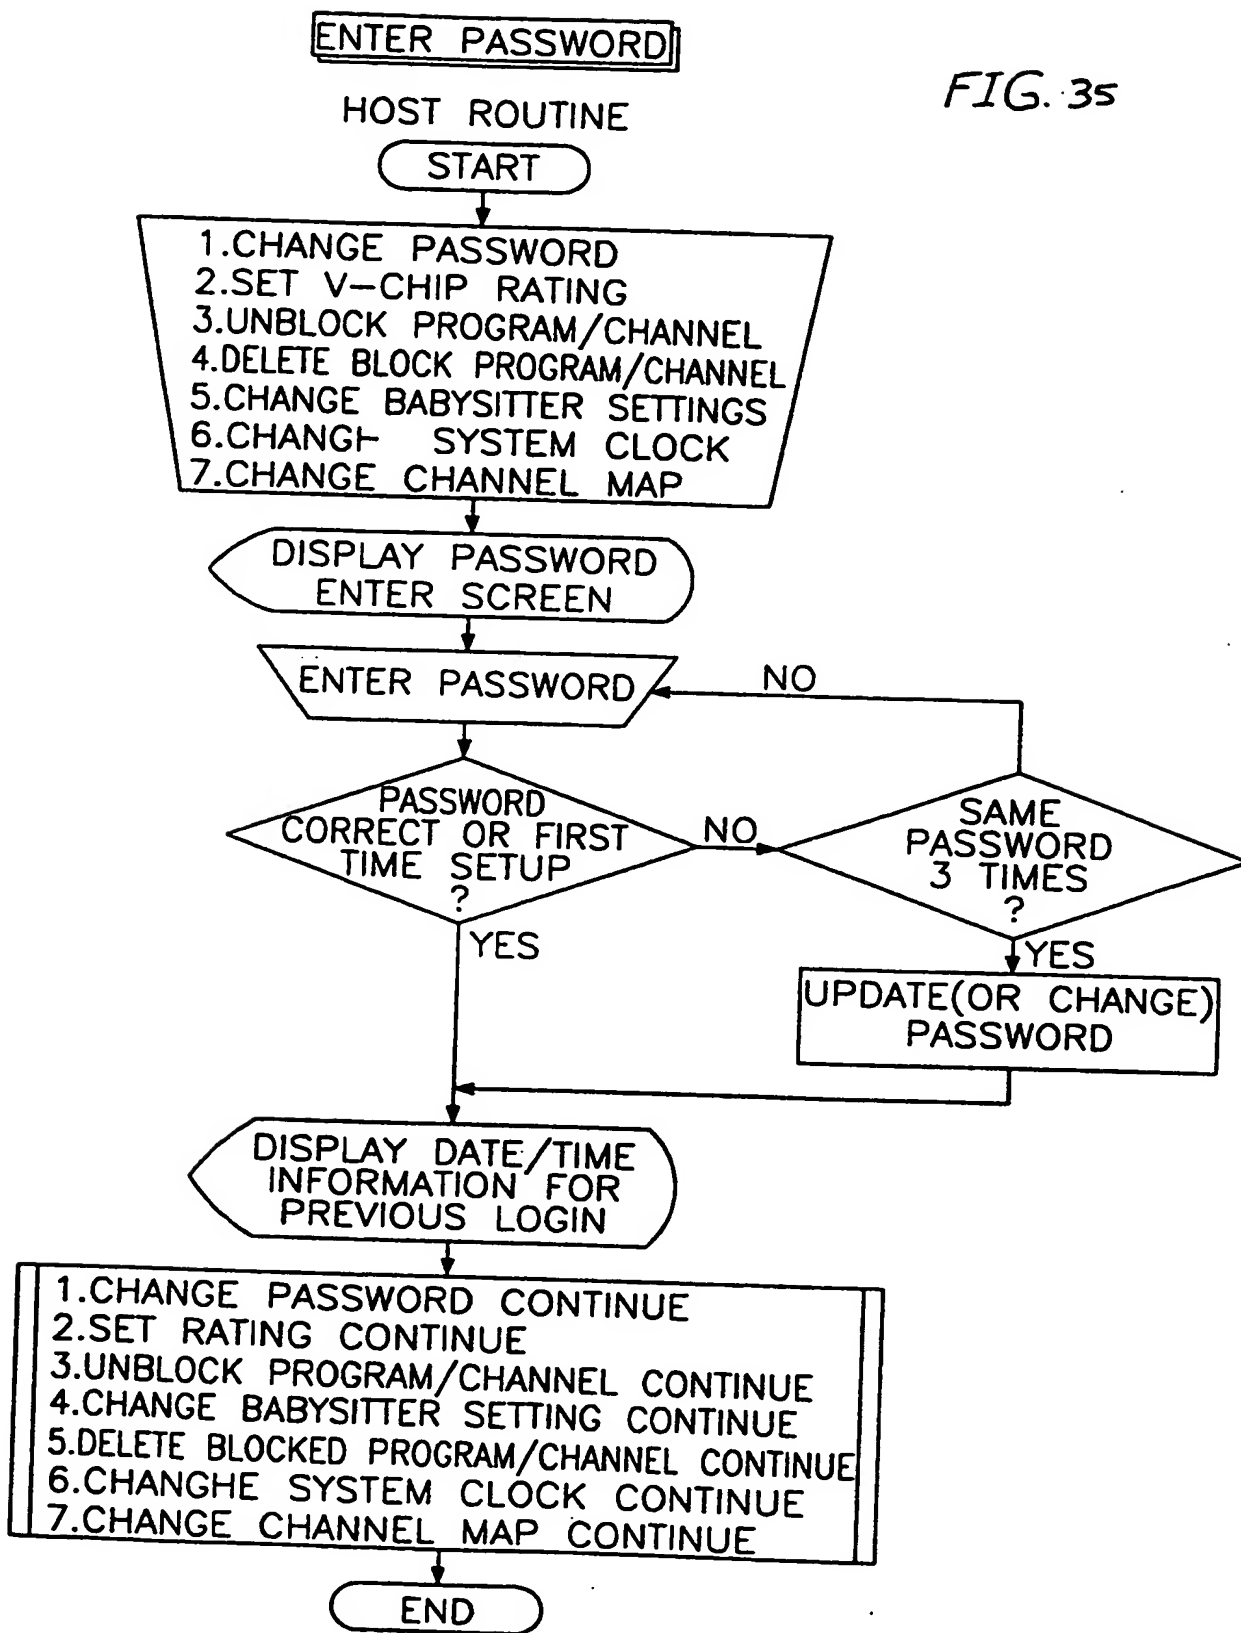 ENTER PASSWORD
FIG. 35
HOST ROUTINE
START
1.CHANGE PASSWORD
2.SET V-CHIP RATING
3.UNBLOCK PROGRAM/CHANNEL
4.DELETE BLOCK PROGRAM/CHANNEL
5.CHANGE BABYSITTER SETTINGS
6.CHANGE SYSTEM CLOCK
7.CHANGE CHANNEL MAP
DISPLAY PASSWORD
ENTER SCREEN
ENTER PASSWORD
NO
PASSWORD
CORRECT OR FIRST
TIME SETUP
?
NO
SAME
PASSWORD
3 TIMES
?
YES
YES
UPDATE(OR CHANGE)
PASSWORD
DISPLAY DATE/TIME
INFORMATION FOR
PREVIOUS LOGIN
1.CHANGE PASSWORD CONTINUE
2.SET RATING CONTINUE
3.UNBLOCK PROGRAM/CHANNEL CONTINUE
4.CHANGE BABYSITTER SETTING CONTINUE
5.DELETE BLOCKED PROGRAM/CHANNEL CONTINUE
6.CHANGHE SYSTEM CLOCK CONTINUE
7.CHANGE CHANNEL MAP CONTINUE
END